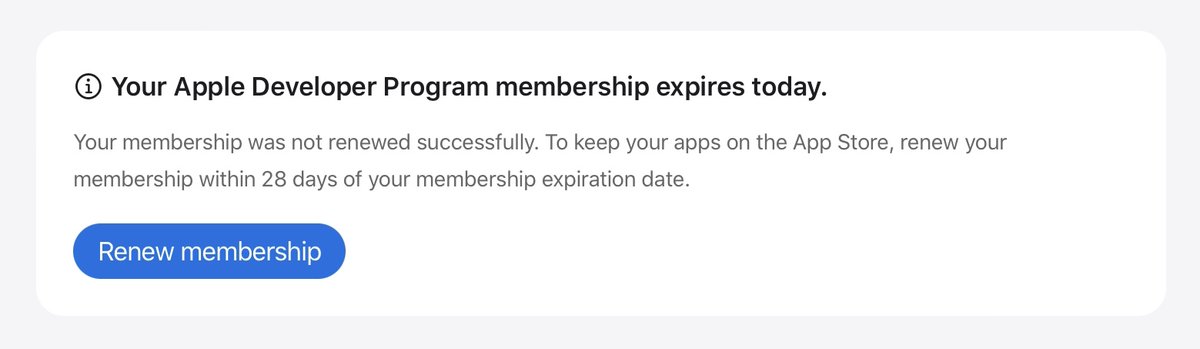 Your Apple Developer Program membership expires today.
Your membership was not renewed successfully. To keep your apps on the App Store, renew your
membership within 28 days of your membership expiration date.
Renew membership